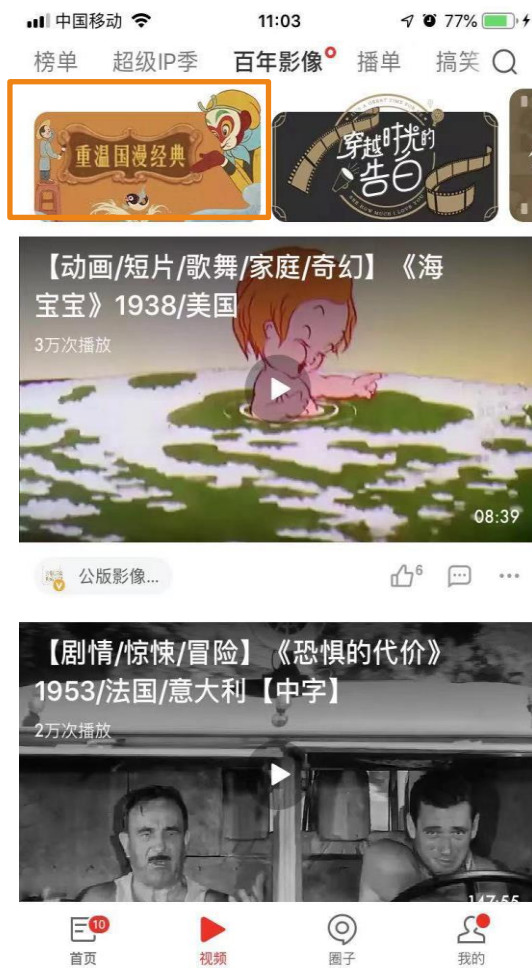 中国移动
11:03
77%
榜单
超级IP季
百年影像
播单
搞笑
重温国漫经典
穿越时光的
告白
【动画/短片/歌舞/家庭/奇幻】《海
宝宝》1938/美国
3万次播放
08:39
公版影像...
6
【剧情/惊悚/冒险】《恐惧的代价》
1953/法国/意大利【中字】
2万次播放
147:55
10
首页
视频
圈子
我的